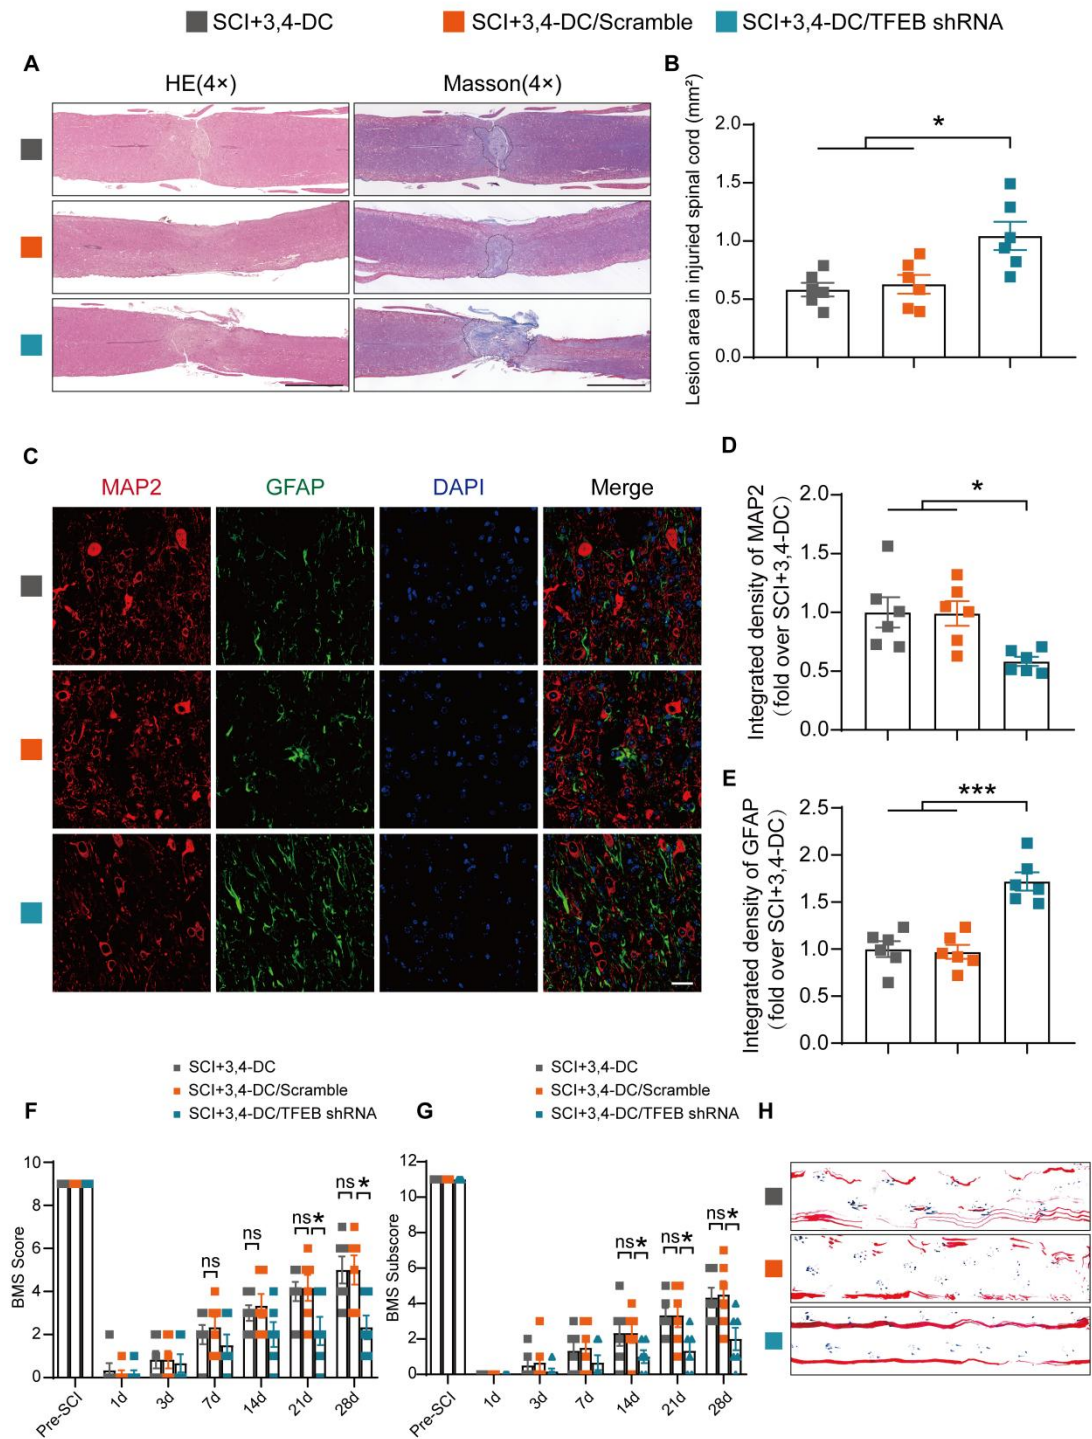 SCI+3,4-DC
SCI+3,4-DC/Scramble
SCI+3,4-DC/TFEB shRNA
A
HE(4×)
Masson(4×)
B
Lesion area in injuried spinal cord (mm²)
2.0
1.5
1.0
0.5
0.0
*
C
MAP2
GFAP
DAPI
Merge
D
Integrated density of MAP2
(fold over SCI+3,4-DC)
2.0
1.5
1.0
0.5
0.0
*
E
Integrated density of GFAP
(fold over SCI+3,4-DC)
2.5
2.0
1.5
1.0
0.5
0.0
***
SCI+3,4-DC
SCI+3,4-DC/Scramble
SCI+3,4-DC/TFEB shRNA
F
BMS Score
10
8
6
4
2
0
ns
ns
ns *
ns *
Pre-SCI
1d
3d
7d
14d
21d
28d
SCI+3,4-DC
SCI+3,4-DC/Scramble
SCI+3,4-DC/TFEB shRNA
G
BMS Subscore
12
10
8
6
4
2
0
ns *
ns *
ns *
Pre-SCI
1d
3d
7d
14d
21d
28d
H